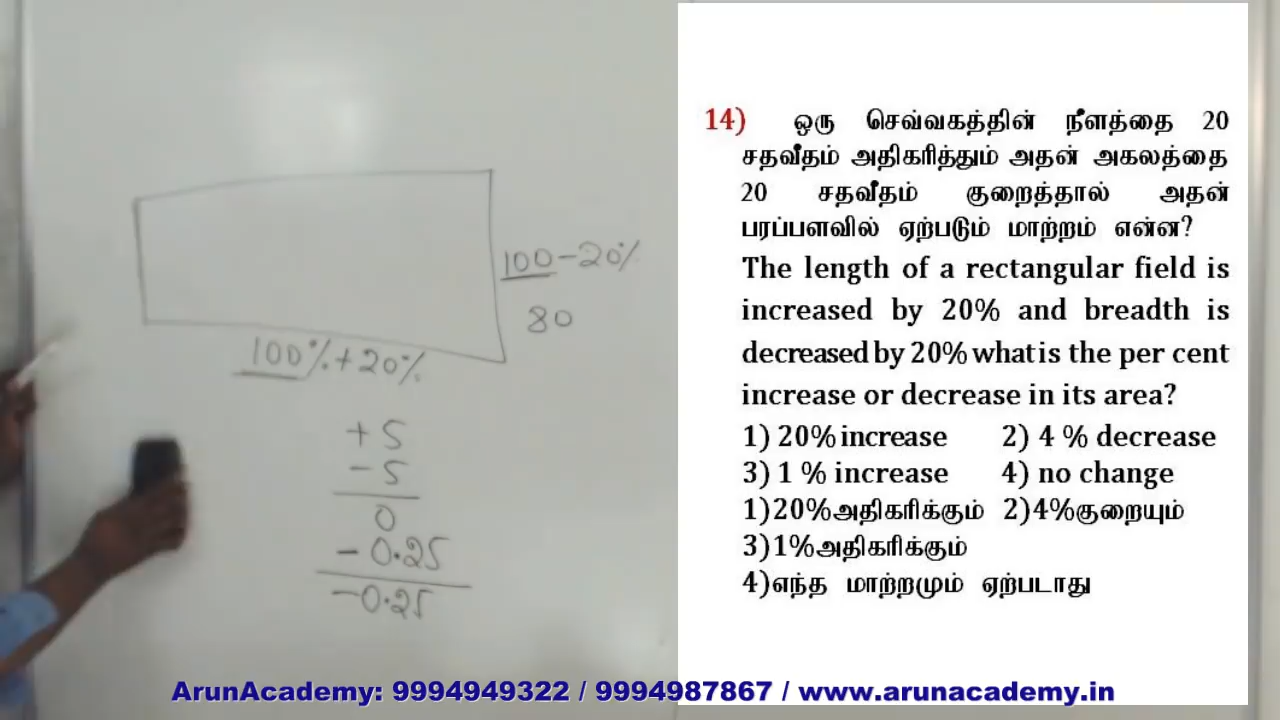 100 - 20%
80
100% + 20%
+ 5
- 5
0
- 0.25
- 0.25
14) ஒரு செவ்வகத்தின் நீளத்தை 20
சதவீதம் அதிகரித்தும் அதன் அகலத்தை
20 சதவீதம் குறைத்தால் அதன்
பரப்பளவில் ஏற்படும் மாற்றம் என்ன?
The length of a rectangular field is
increased by 20% and breadth is
decreased by 20% what is the per cent
increase or decrease in its area?
1) 20% increase 2) 4 % decrease
3) 1 % increase 4) no change
1)20%அதிகரிக்கும் 2)4%குறையும்
3)1%அதிகரிக்கும்
4)எந்த மாற்றமும் ஏற்படாது
ArunAcademy: 9994949322 / 9994987867 / www.arunacademy.in